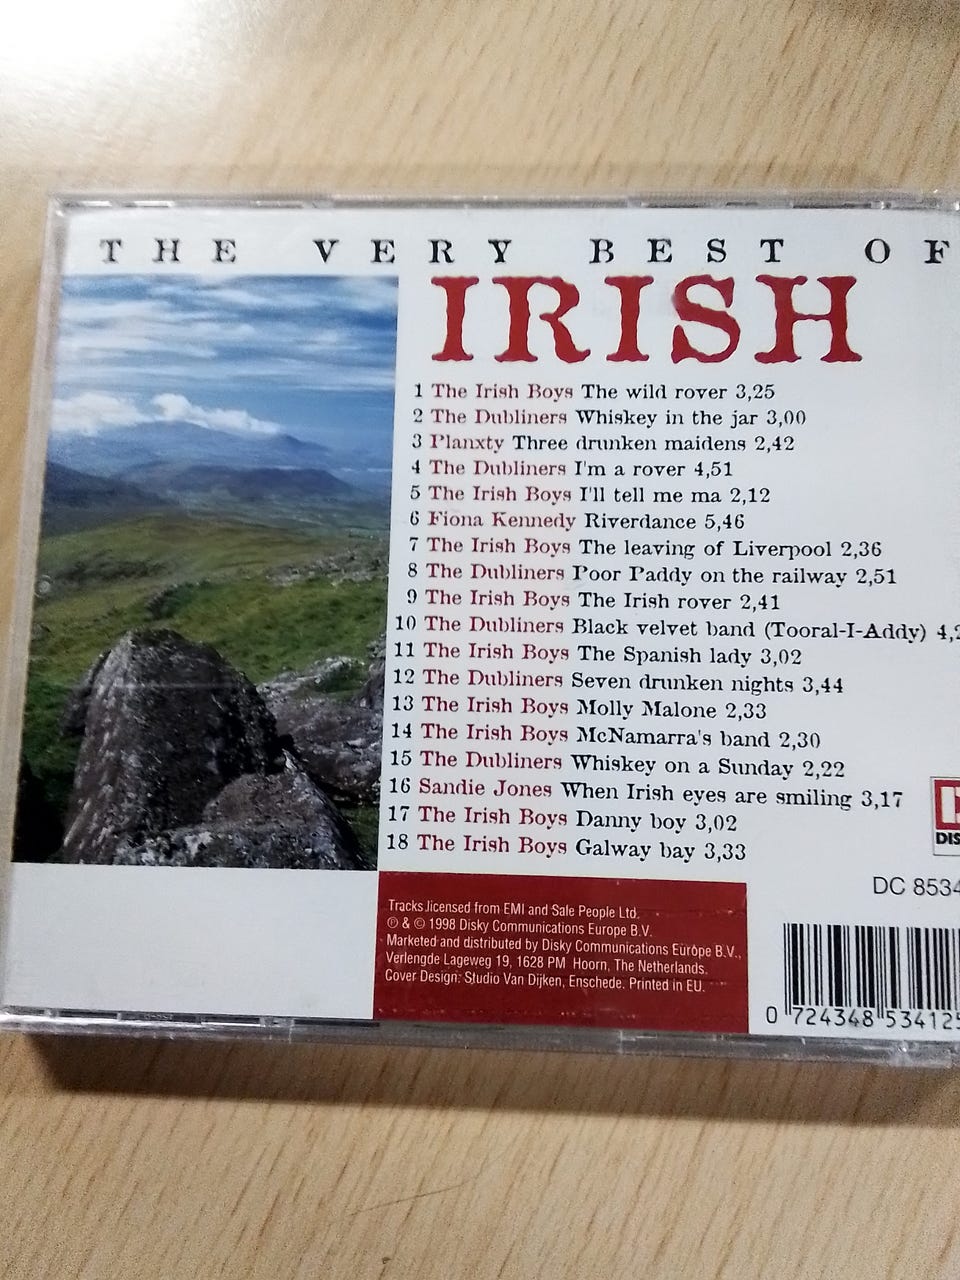 THE VERY BEST OF
IRISH
1 The Irish Boys The wild rover 3,25
2 The Dubliners Whiskey in the jar 3,00
3 Planxty Three drunken maidens 2,42
4 The Dubliners I'm a rover 4,51
5 The Irish Boys I'll tell me ma 2,12
6 Fiona Kennedy Riverdance 5,46
7 The Irish Boys The leaving of Liverpool 2,36
8 The Dubliners Poor Paddy on the railway 2,51
9 The Irish Boys The Irish rover 2,41
10 The Dubliners Black velvet band (Tooral-I-Addy) 4,2
11 The Irish Boys The Spanish lady 3,02
12 The Dubliners Seven drunken nights 3,44
13 The Irish Boys Molly Malone 2,33
14 The Irish Boys McNamarra's band 2,30
15 The Dubliners Whiskey on a Sunday 2,22
16 Sandie Jones When Irish eyes are smiling 3,17
17 The Irish Boys Danny boy 3,02
18 The Irish Boys Galway bay 3,33
DIS
DC 8534
Tracks licensed from EMI and Sale People Ltd.
℗ & © 1998 Disky Communications Europe B.V.
Marketed and distributed by Disky Communications Europe B.V.,
Verlengde Lageweg 19, 1628 PM Hoorn, The Netherlands.
Cover Design: Studio Van Dijken, Enschede. Printed in EU.
0 724348 534125